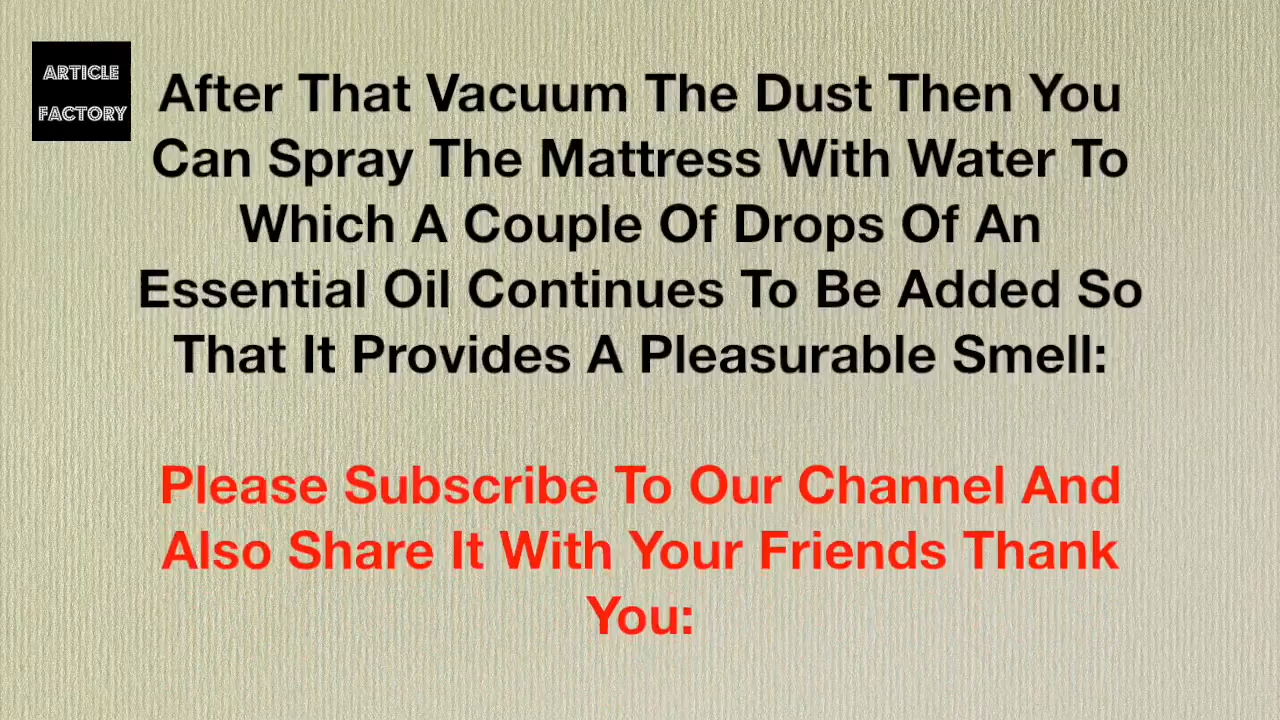 ARTICLE
FACTORY
After That Vacuum The Dust Then You
Can Spray The Mattress With Water To
Which A Couple Of Drops Of An
Essential Oil Continues To Be Added So
That It Provides A Pleasurable Smell:
Please Subscribe To Our Channel And
Also Share It With Your Friends Thank
You: